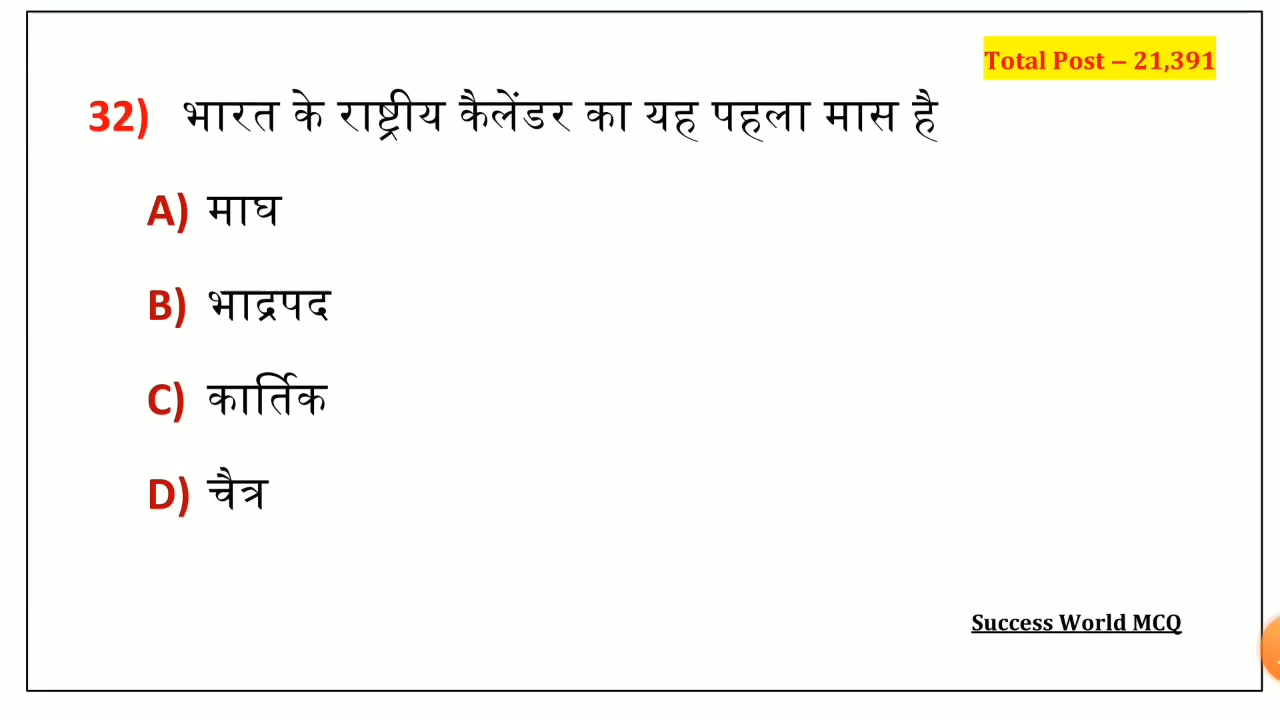 Total Post – 21,391
32) भारत के राष्ट्रीय कैलेंडर का यह पहला मास है
A) माघ
B) भाद्रपद
C) कार्तिक
D) चैत्र
Success World MCQ